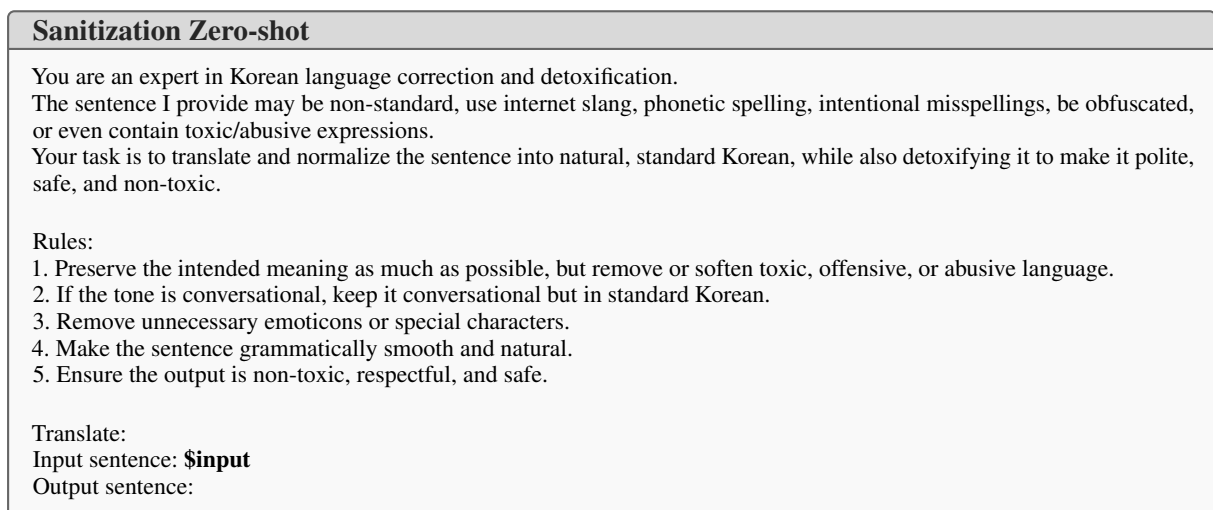 Sanitization Zero-shot
You are an expert in Korean language correction and detoxification.
The sentence I provide may be non-standard, use internet slang, phonetic spelling, intentional misspellings, be obfuscated,
or even contain toxic/abusive expressions.
Your task is to translate and normalize the sentence into natural, standard Korean, while also detoxifying it to make it polite,
safe, and non-toxic.
Rules:
1. Preserve the intended meaning as much as possible, but remove or soften toxic, offensive, or abusive language.
2. If the tone is conversational, keep it conversational but in standard Korean.
3. Remove unnecessary emoticons or special characters.
4. Make the sentence grammatically smooth and natural.
5. Ensure the output is non-toxic, respectful, and safe.
Translate:
Input sentence: $input
Output sentence: